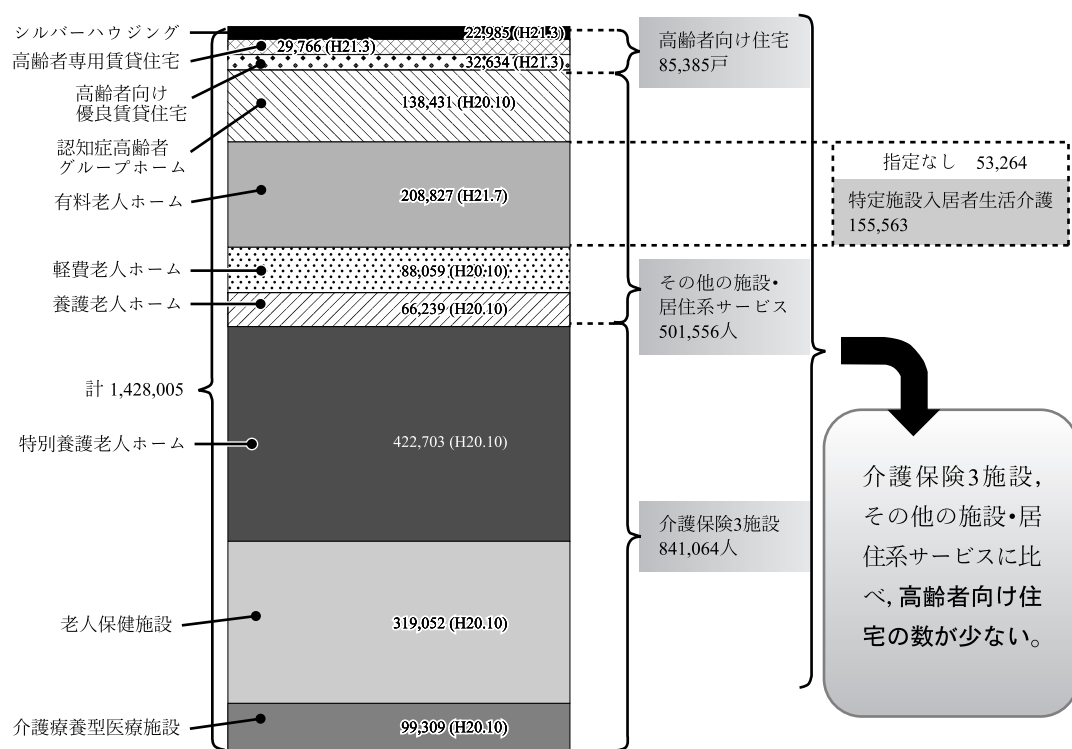 シルバーハウジング
22,985 (H21.3)
高齢者専用賃貸住宅
29,766 (H21.3)
高齢者向け
優良賃貸住宅
32,634 (H21.3)
認知症高齢者
グループホーム
138,431 (H20.10)
有料老人ホーム
208,827 (H21.7)
軽費老人ホーム
88,059 (H20.10)
養護老人ホーム
66,239 (H20.10)
計 1,428,005
特別養護老人ホーム
422,703 (H20.10)
老人保健施設
319,052 (H20.10)
介護療養型医療施設
99,309 (H20.10)
高齢者向け住宅
85,385戸
指定なし 53,264
特定施設入居者生活介護
155,563
その他の施設・
居住系サービス
501,556人
介護保険3施設
841,064人
介護保険3施設,
その他の施設・居
住系サービスに比
べ, 高齢者向け住
宅の数が少ない。